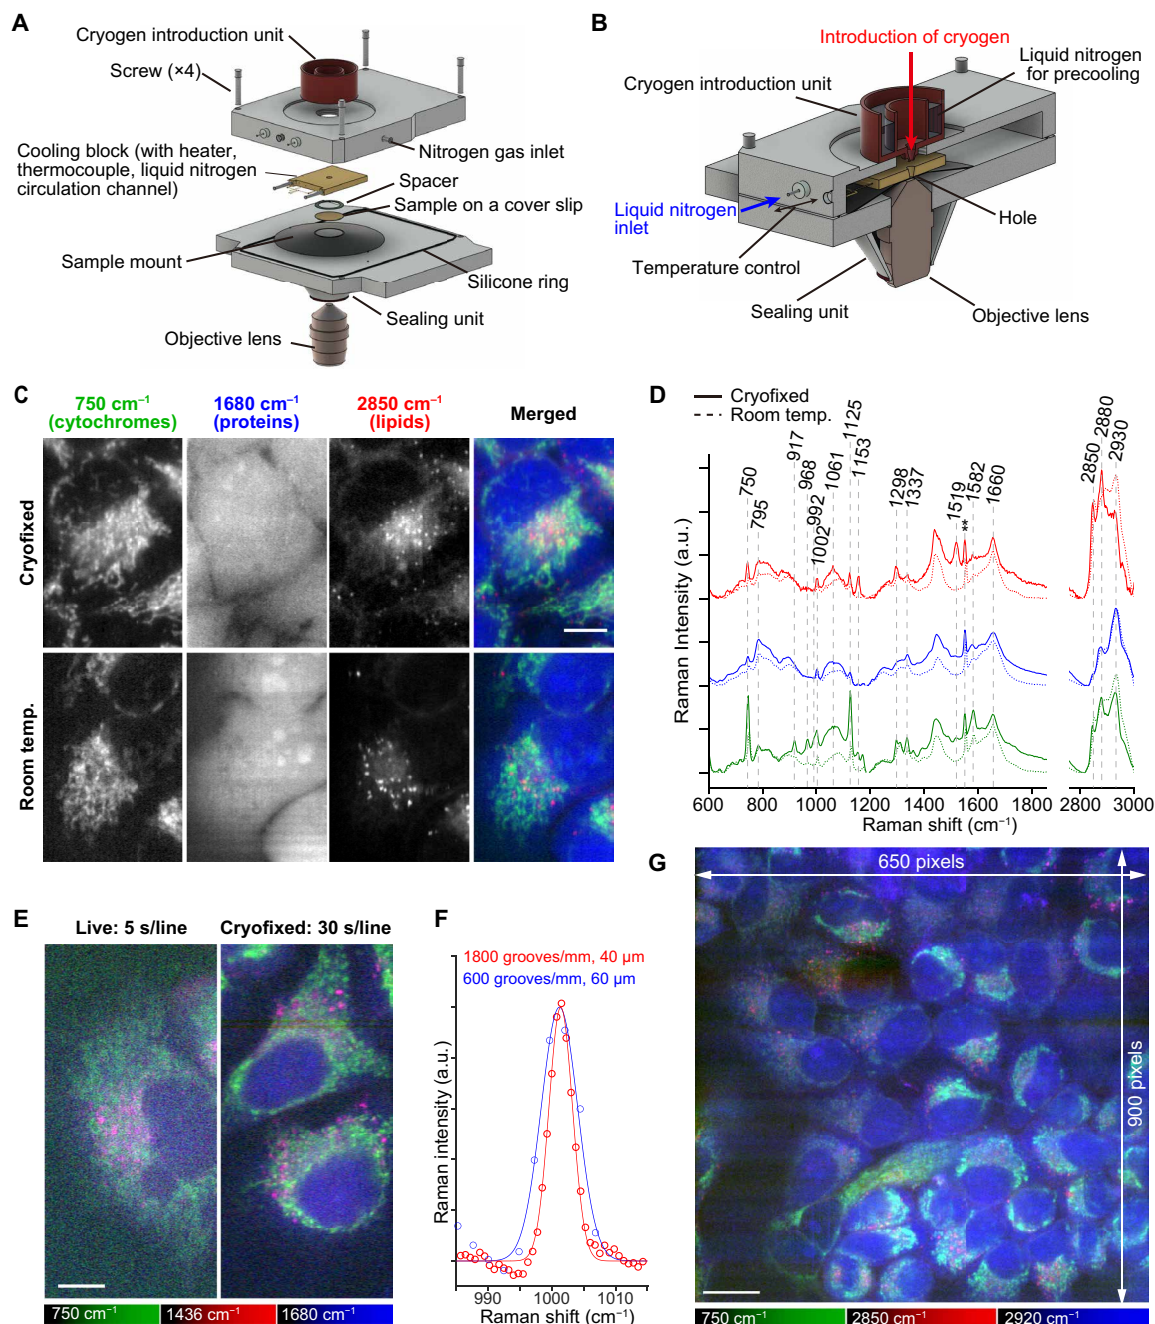 A
Cryogen introduction unit
Screw (×4)
Cooling block (with heater,
thermocouple, liquid nitrogen
circulation channel)
Nitrogen gas inlet
Spacer
Sample on a cover slip
Sample mount
Silicone ring
Sealing unit
Objective lens
B
Introduction of cryogen
Liquid nitrogen
for precooling
Cryogen introduction unit
Liquid nitrogen
inlet
Hole
Temperature control
Sealing unit
Objective lens
C
750 cm⁻¹
(cytochromes)
1680 cm⁻¹
(proteins)
2850 cm⁻¹
(lipids)
Merged
Cryofixed
Room temp.
D
Cryofixed
Room temp.
750
795
917
968
992
1002
1061
1125
1153
1298
1337
1519
**
1582
1660
2850
2880
2930
Raman Intensity (a.u.)
600 800 1000 1200 1400 1600 1800 2800 3000
Raman shift (cm⁻¹)
E
Live: 5 s/line
Cryofixed: 30 s/line
750 cm⁻¹ 1436 cm⁻¹ 1680 cm⁻¹
F
1800 grooves/mm, 40 µm
600 grooves/mm, 60 µm
Raman intensity (a.u.)
990 1000 1010
Raman shift (cm⁻¹)
G
650 pixels
900 pixels
750 cm⁻¹ 2850 cm⁻¹ 2920 cm⁻¹